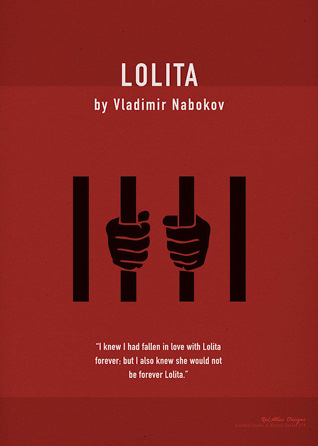 LOLITA
by Vladimir Nabokov
"I knew I had fallen in love with Lolita
forever; but I also knew she would not
be forever Lolita."
Design